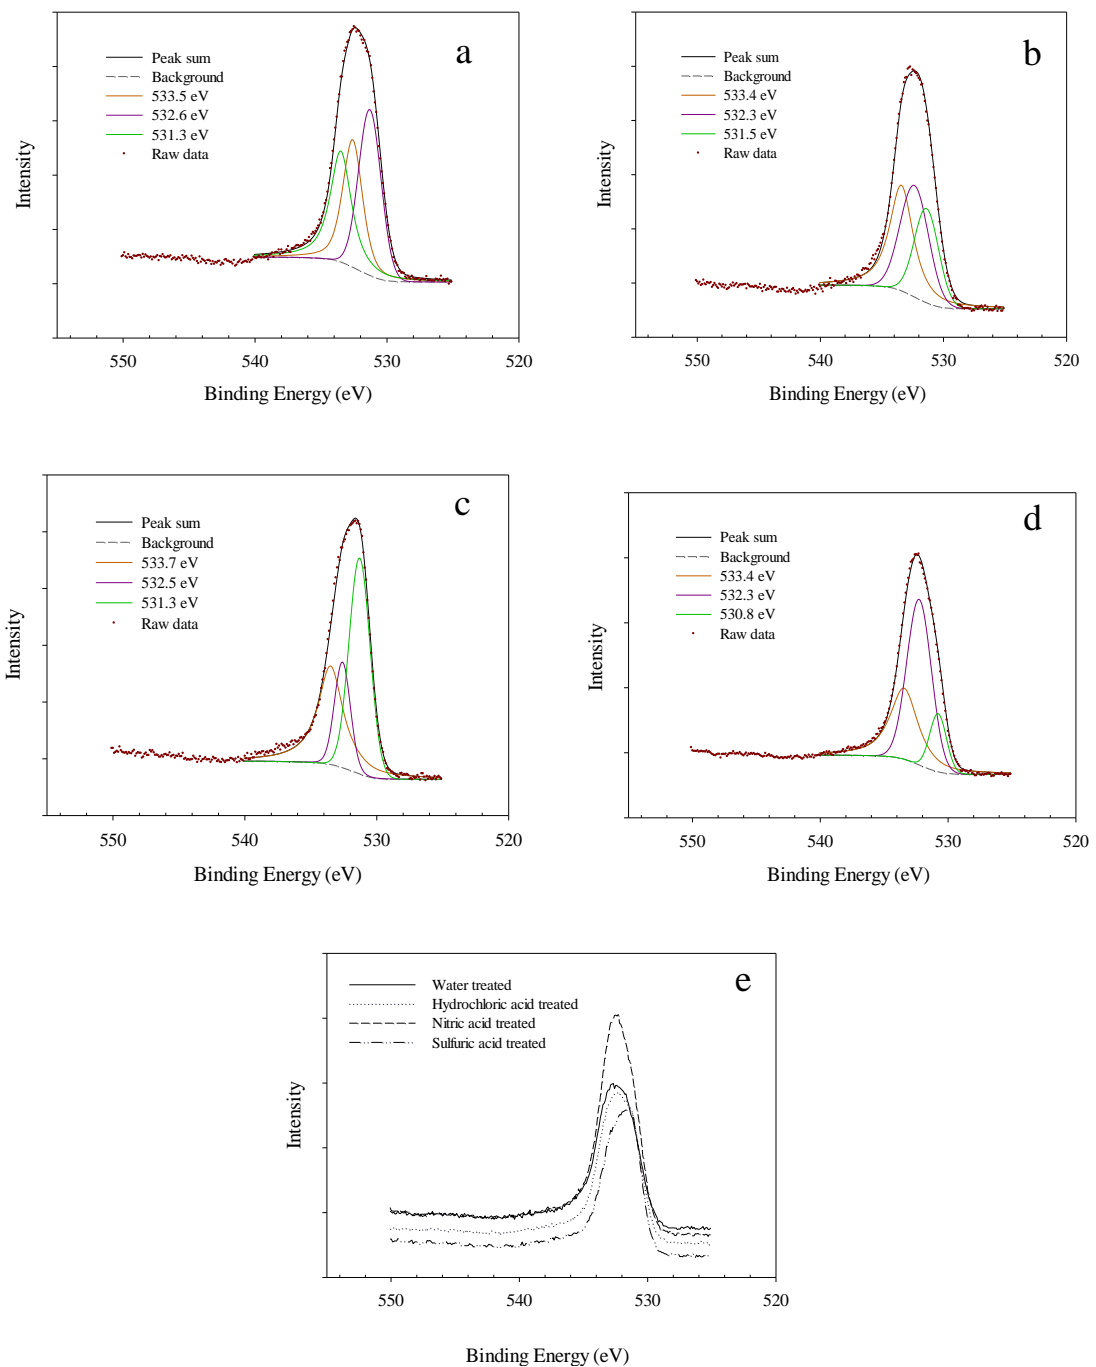 a
Peak sum
Background
533.5 eV
532.6 eV
531.3 eV
Raw data
Intensity
550 540 530 520
Binding Energy (eV)
b
Peak sum
Background
533.4 eV
532.3 eV
531.5 eV
Raw data
Intensity
550 540 530 520
Binding Energy (eV)
c
Peak sum
Background
533.7 eV
532.5 eV
531.3 eV
Raw data
Intensity
550 540 530 520
Binding Energy (eV)
d
Peak sum
Background
533.4 eV
532.3 eV
530.8 eV
Raw data
Intensity
550 540 530 520
Binding Energy (eV)
e
Water treated
Hydrochloric acid treated
Nitric acid treated
Sulfuric acid treated
Intensity
550 540 530 520
Binding Energy (eV)